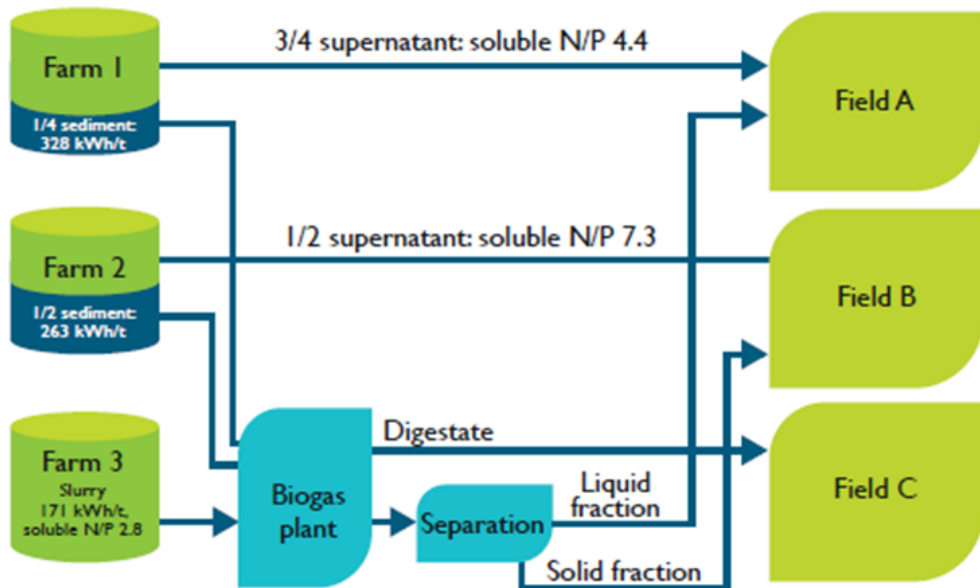 Farm 1
1/4 sediment:
328 kWh/t
3/4 supernatant: soluble N/P 4.4
Field A
Farm 2
1/2 sediment:
263 kWh/t
1/2 supernatant: soluble N/P 7.3
Field B
Farm 3
Slurry
171 kWh/t,
soluble N/P 2.8
Biogas
plant
Digestate
Separation
Liquid
fraction
Solid fraction
Field C